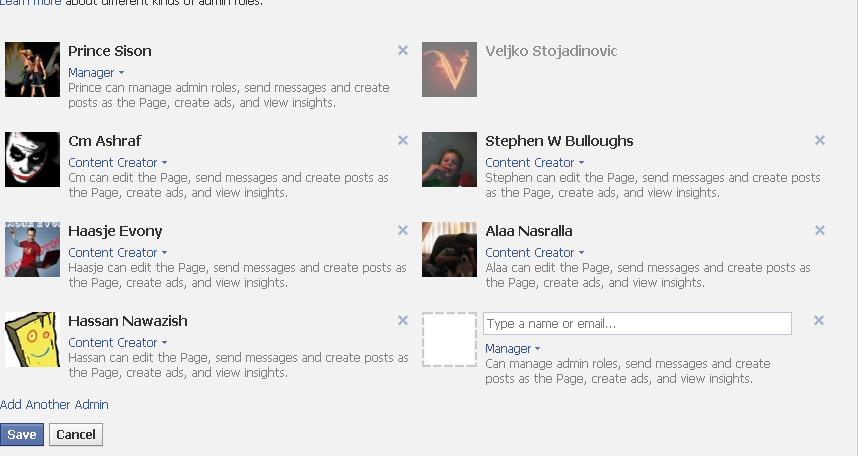 Learn more about different kinds of admin roles.
Prince Sison
Manager
Prince can manage admin roles, send messages and create
posts as the Page, create ads, and view insights.
Veljko Stojadinovic
Cm Ashraf
Content Creator
Cm can edit the Page, send messages and create posts as
the Page, create ads, and view insights.
Stephen W Bulloughs
Content Creator
Stephen can edit the Page, send messages and create posts
as the Page, create ads, and view insights.
Haasje Evony
Content Creator
Haasje can edit the Page, send messages and create posts as
the Page, create ads, and view insights.
Alaa Nasralla
Content Creator
Alaa can edit the Page, send messages and create posts as
the Page, create ads, and view insights.
Hassan Nawazish
Content Creator
Hassan can edit the Page, send messages and create posts as
the Page, create ads, and view insights.
Type a name or email...
Manager
Can manage admin roles, send messages and create
posts as the Page, create ads, and view insights.
Add Another Admin
Save Cancel